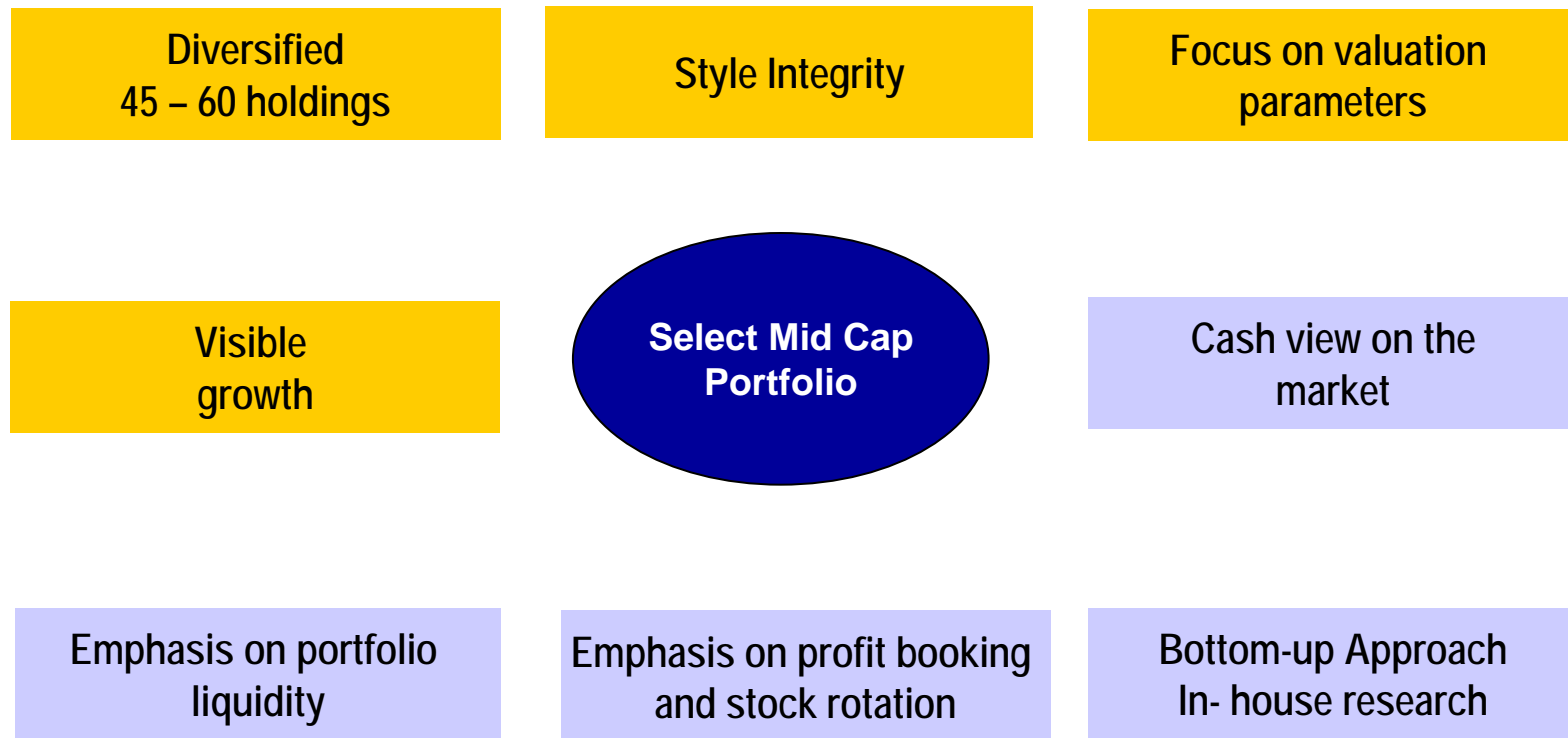 Diversified
45 – 60 holdings
Style Integrity
Focus on valuation
parameters
Visible
growth
Select Mid Cap
Portfolio
Cash view on the
market
Emphasis on portfolio
liquidity
Emphasis on profit booking
and stock rotation
Bottom-up Approach
In- house research